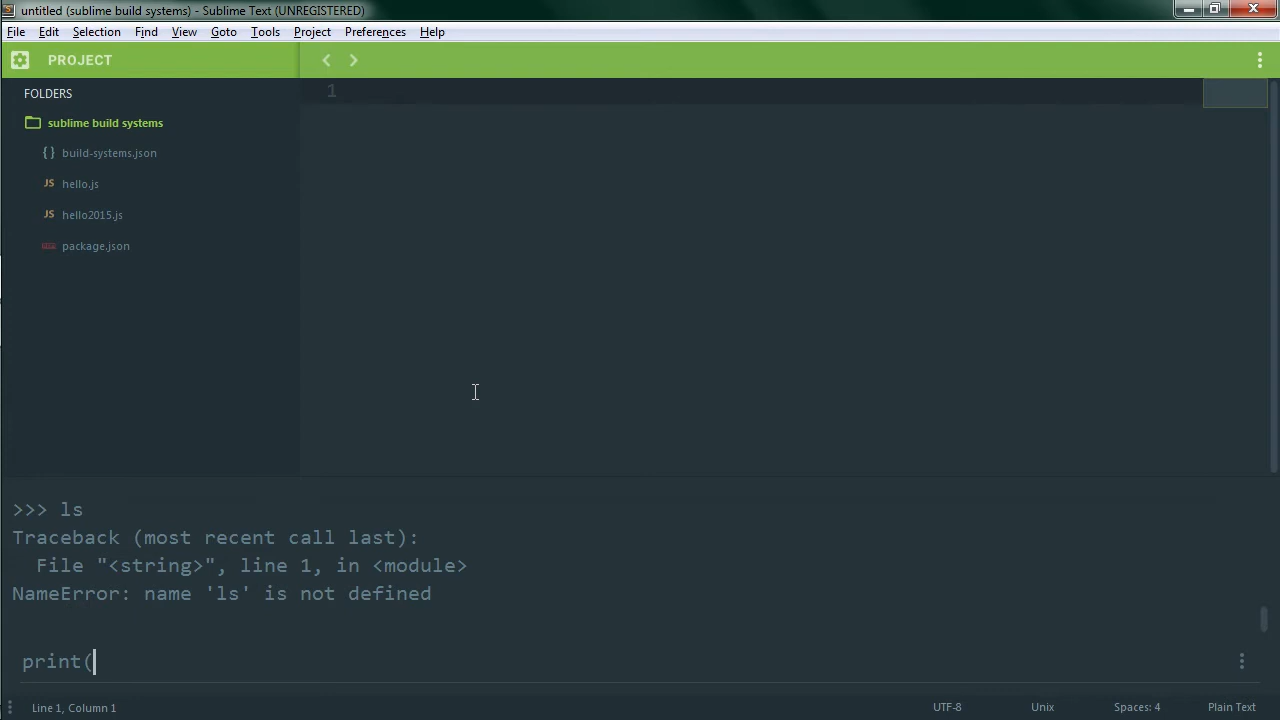 untitled (sublime build systems) - Sublime Text (UNREGISTERED)
File Edit Selection Find View Goto Tools Project Preferences Help
PROJECT
FOLDERS
sublime build systems
{ } build-systems.json
JS hello.js
JS hello2015.js
package.json
1
>>> ls
Traceback (most recent call last):
File "<string>", line 1, in <module>
NameError: name 'ls' is not defined
print(
Line 1, Column 1 UTF-8 Unix Spaces: 4 Plain Text